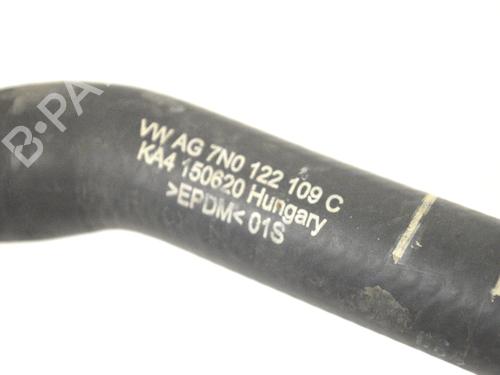 B-PA
VW AG 7N0 122 109 C
KA4 150620 Hungary
>EPDM< 01S